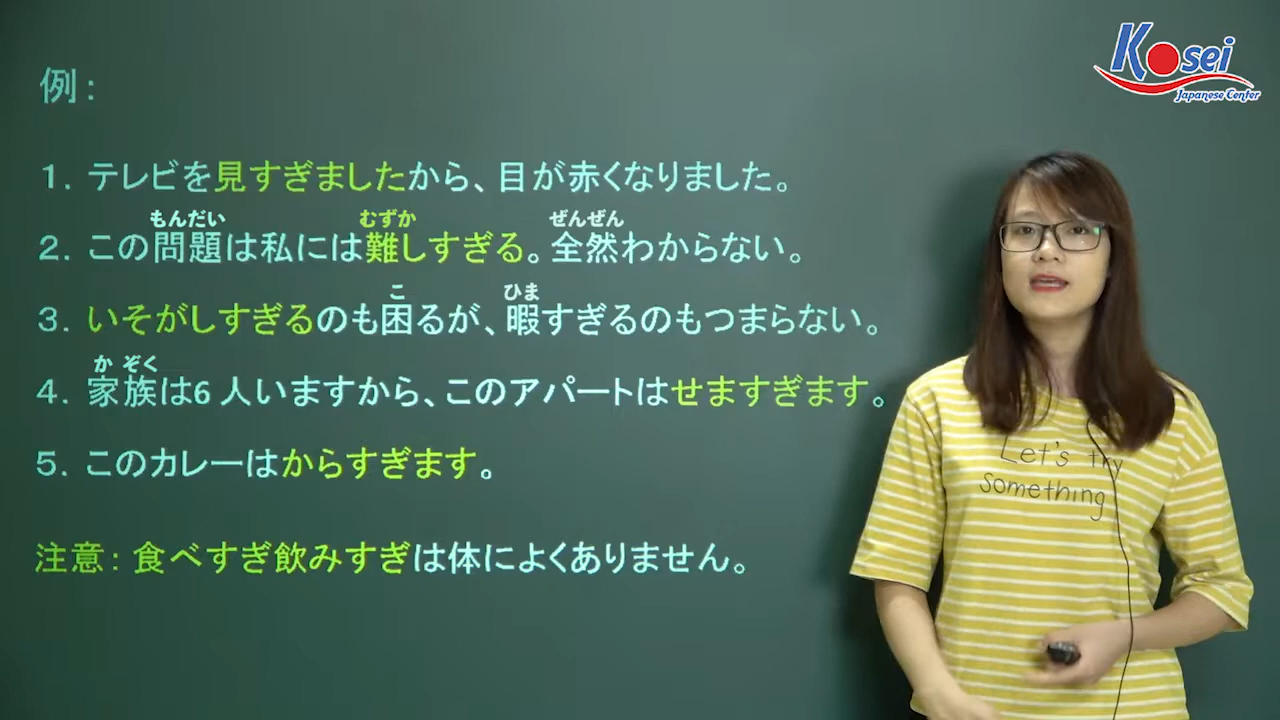 Kosei
Japanese Center
例：
1. テレビを見すぎましたから、目が赤くなりました。
もんだい むずか ぜんぜん
2. この問題は私には難しすぎる。全然わからない。
こ ひま
3. いそがしすぎるのも困るが、暇すぎるのもつまらない。
か ぞく
4. 家族は6人いますから、このアパートはせますぎます。
5. このカレーはからすぎます。
注意：食べすぎ飲みすぎは体によくありません。
Let's try
something